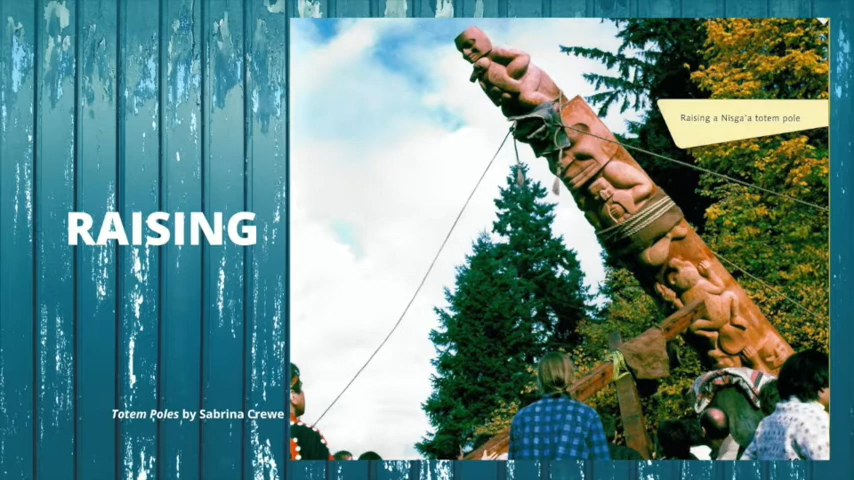 RAISING
Totem Poles by Sabrina Crewe
Raising a Nisga'a totem pole